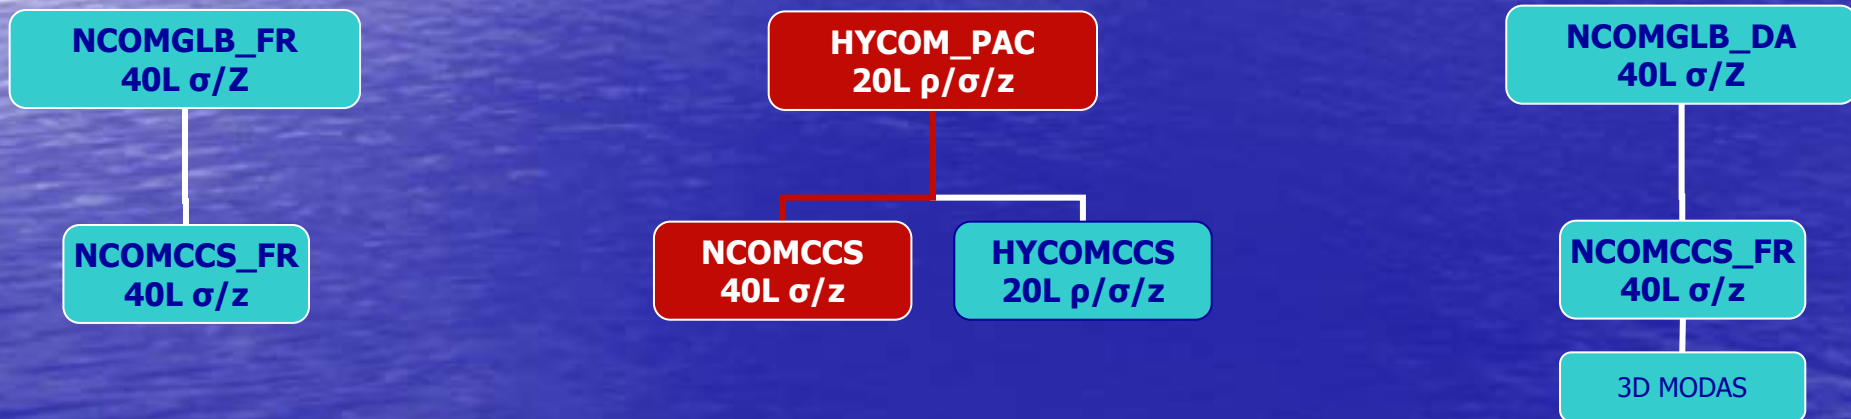 NCOMGLB_FR
40L σ/Z
HYCOM_PAC
20L ρ/σ/z
NCOMGLB_DA
40L σ/Z
NCOMCCS_FR
40L σ/z
NCOMCCS
40L σ/z
HYCOMCCS
20L ρ/σ/z
NCOMCCS_FR
40L σ/z
3D MODAS